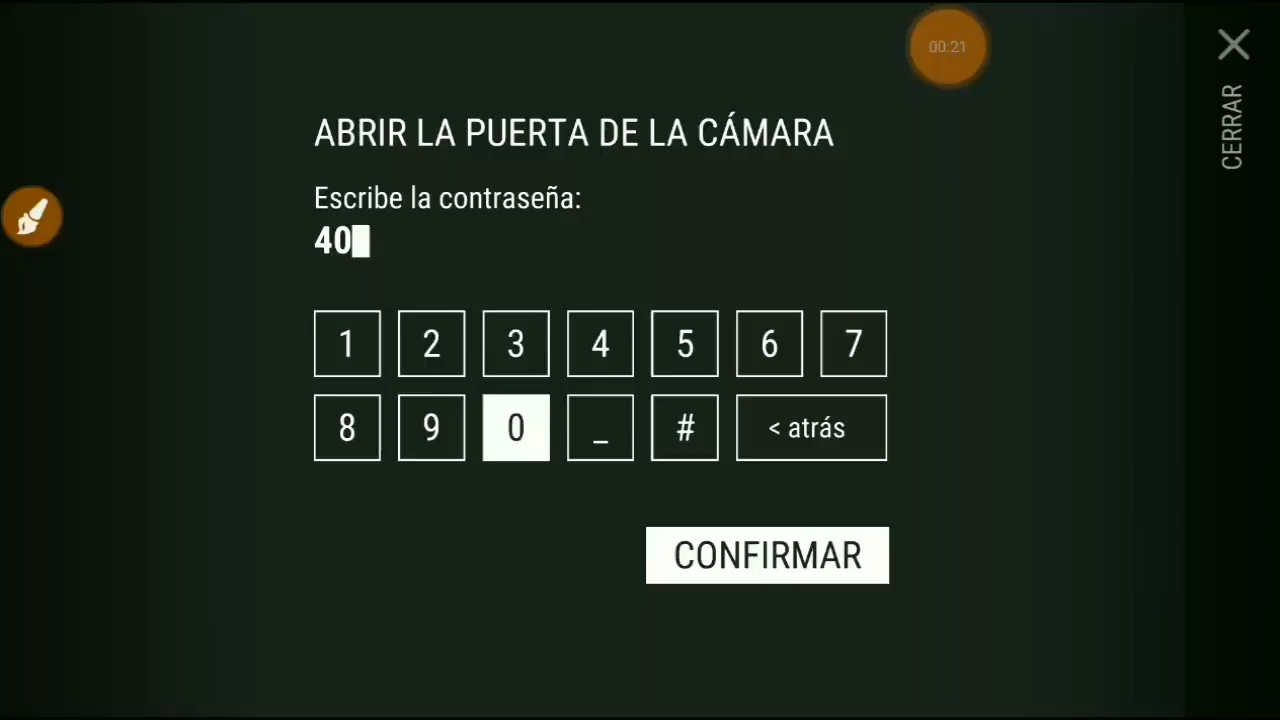 00:21
CERRAR
ABRIR LA PUERTA DE LA CÁMARA
Escribe la contraseña:
40
1 2 3 4 5 6 7
8 9 0 _ # < atrás
CONFIRMAR